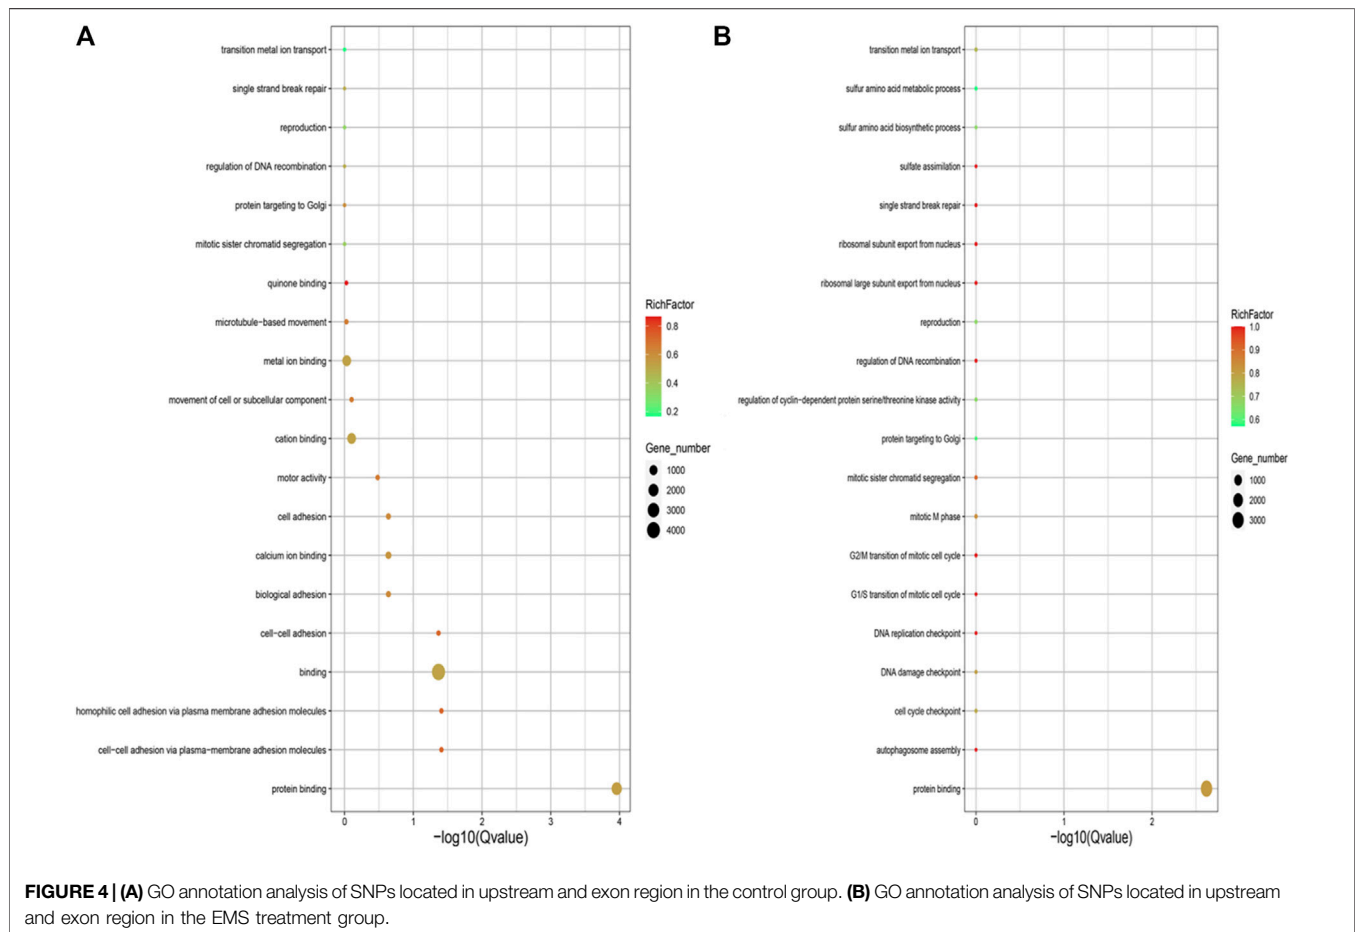 A
transition metal ion transport
single strand break repair
reproduction
regulation of DNA recombination
protein targeting to Golgi
mitotic sister chromatid segregation
quinone binding
microtubule-based movement
metal ion binding
movement of cell or subcellular component
cation binding
motor activity
cell adhesion
calcium ion binding
biological adhesion
cell-cell adhesion
binding
homophilic cell adhesion via plasma membrane adhesion molecules
cell-cell adhesion via plasma-membrane adhesion molecules
protein binding
0 1 2 3 4
−log10(Qvalue)
RichFactor
0.8
0.6
0.4
0.2
Gene_number
1000
2000
3000
4000
B
transition metal ion transport
sulfur amino acid metabolic process
sulfur amino acid biosynthetic process
sulfate assimilation
single strand break repair
ribosomal subunit export from nucleus
ribosomal large subunit export from nucleus
reproduction
regulation of DNA recombination
regulation of cyclin-dependent protein serine/threonine kinase activity
protein targeting to Golgi
mitotic sister chromatid segregation
mitotic M phase
G2/M transition of mitotic cell cycle
G1/S transition of mitotic cell cycle
DNA replication checkpoint
DNA damage checkpoint
cell cycle checkpoint
autophagosome assembly
protein binding
0 1 2
−log10(Qvalue)
RichFactor
1.0
0.9
0.8
0.7
0.6
Gene_number
1000
2000
3000
FIGURE 4 | (A) GO annotation analysis of SNPs located in upstream and exon region in the control group. (B) GO annotation analysis of SNPs located in upstream
and exon region in the EMS treatment group.